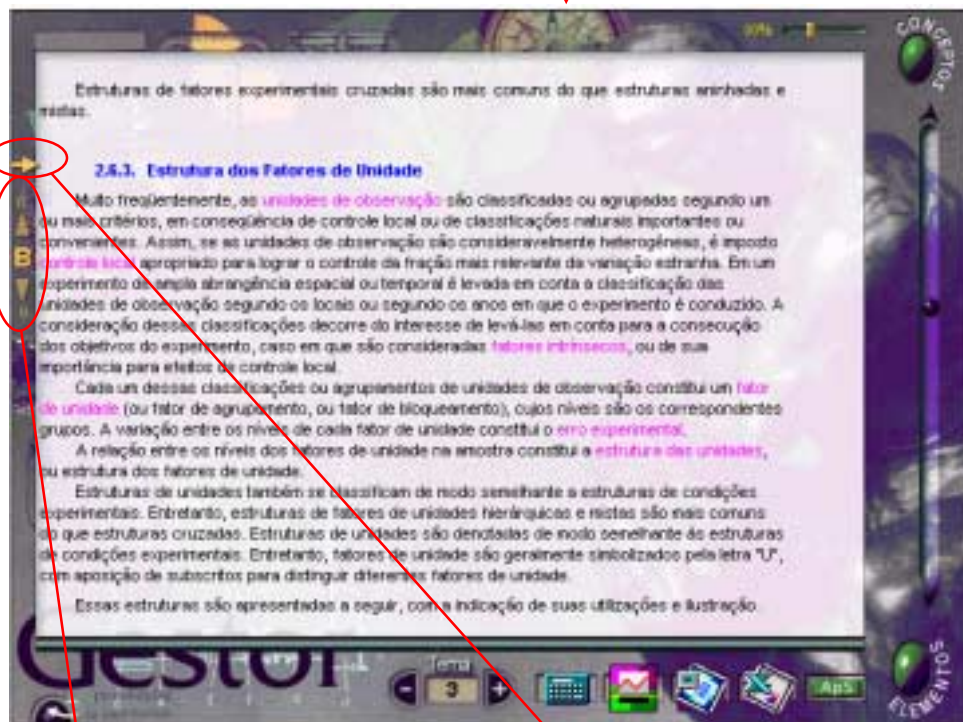 CONCEPTOS
Estruturas de fatores experimentais cruzadas são mais comuns do que estruturas aninhadas e
mistas.
2.6.3. Estrutura dos Fatores de Unidade
Muito freqüentemente, as unidades de observação são classificadas ou agrupadas segundo um
ou mais critérios, em conseqüência de controle local ou de classificações naturais importantes ou
convenientes. Assim, se as unidades de observação são consideravelmente heterogêneas, é imposto
controle local apropriado para lograr o controle da fração mais relevante da variação estranha. Em um
experimento de ampla abrangência espacial ou temporal é levada em conta a classificação das
unidades de observação segundo os locais ou segundo os anos em que o experimento é conduzido. A
consideração dessas classificações decorre do interesse de levá-las em conta para a consecução
dos objetivos do experimento, caso em que são consideradas fatores intrínsecos, ou de sua
importância para efeitos de controle local.
Cada um dessas classificações ou agrupamentos de unidades de observação constitui um fator
de unidade (ou fator de agrupamento, ou fator de bloqueamento), cujos níveis são os correspondentes
grupos. A variação entre os níveis de cada fator de unidade constitui o erro experimental.
A relação entre os níveis dos fatores de unidade na amostra constitui a estrutura das unidades,
ou estrutura dos fatores de unidade.
Estruturas de unidades também se classificam de modo semelhante a estruturas de condições
experimentais. Entretanto, estruturas de fatores de unidades hierárquicas e mistas são mais comuns
do que estruturas cruzadas. Estruturas de unidades são denotadas de modo semelhante às estruturas
de condições experimentais. Entretanto, fatores de unidade são geralmente simbolizados pela letra "U",
com aposição de subscritos para distinguir diferentes fatores de unidade.
Essas estruturas são apresentadas a seguir, com a indicação de suas utilizações e ilustração.
B
Gestor
3
ApS
ELEMENTOS